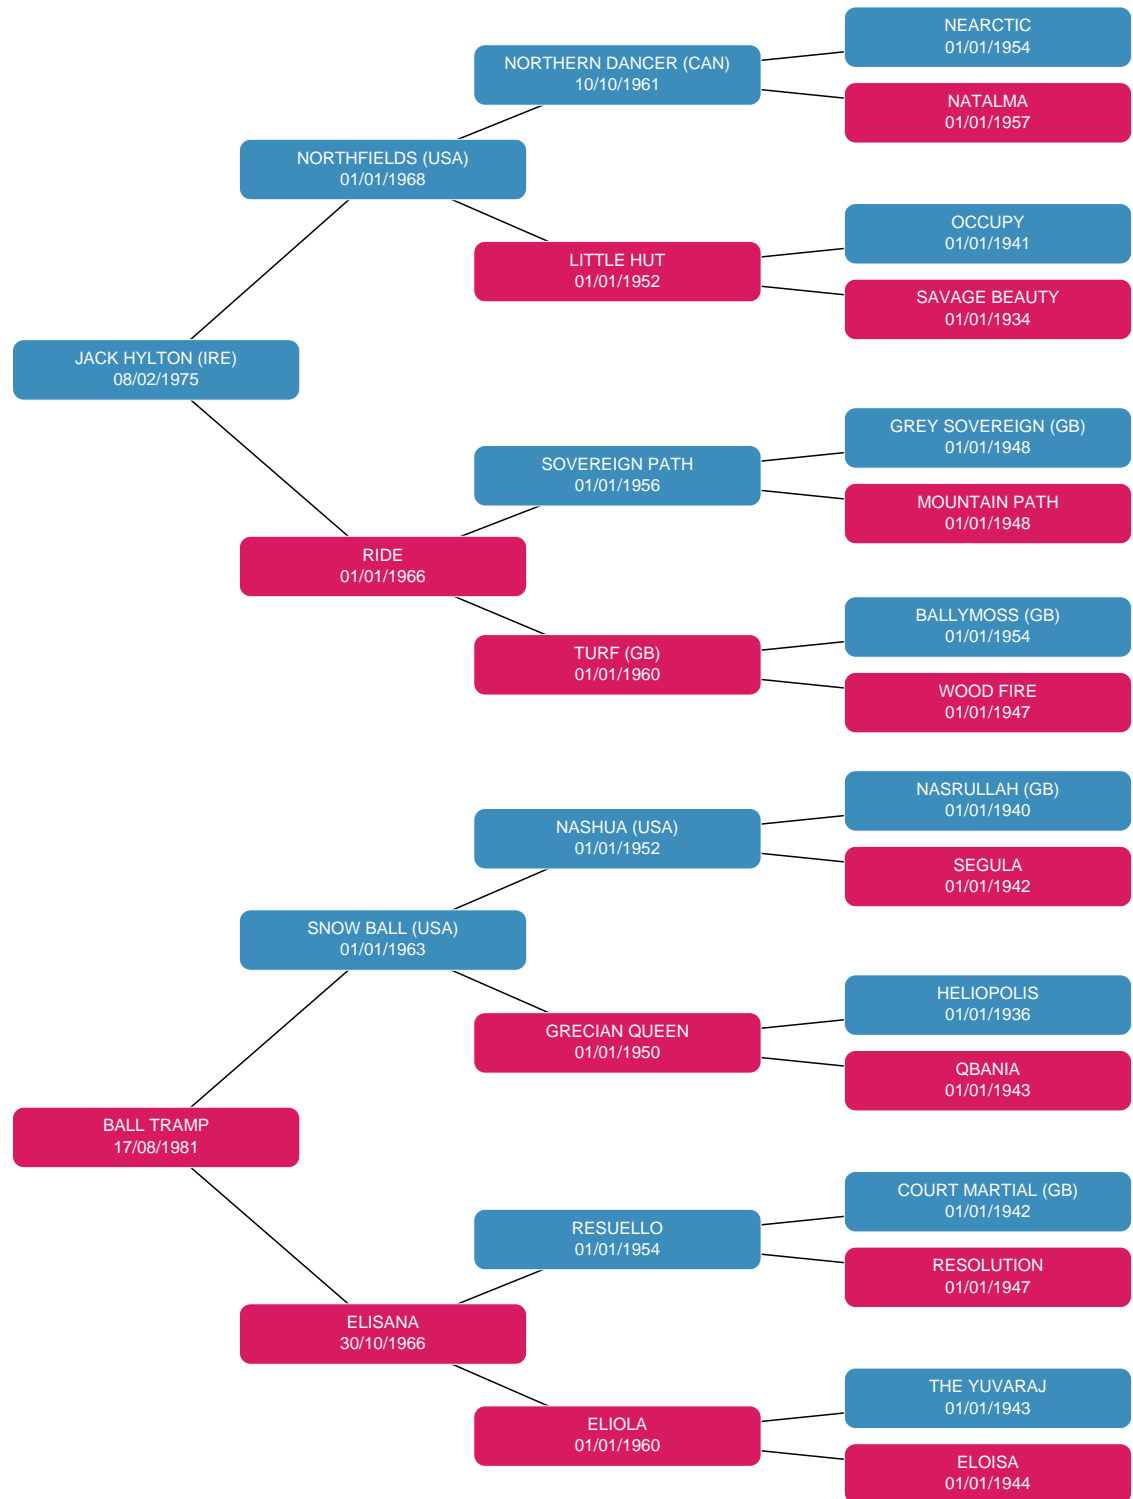 NEARCTIC
01/01/1954
NORTHERN DANCER (CAN)
10/10/1961
NATALMA
01/01/1957
NORTHFIELDS (USA)
01/01/1968
OCCUPY
01/01/1941
LITTLE HUT
01/01/1952
SAVAGE BEAUTY
01/01/1934
JACK HYLTON (IRE)
08/02/1975
GREY SOVEREIGN (GB)
01/01/1948
SOVEREIGN PATH
01/01/1956
MOUNTAIN PATH
01/01/1948
RIDE
01/01/1966
BALLYMOSS (GB)
01/01/1954
TURF (GB)
01/01/1960
WOOD FIRE
01/01/1947
NASRULLAH (GB)
01/01/1940
NASHUA (USA)
01/01/1952
SEGULA
01/01/1942
SNOW BALL (USA)
01/01/1963
HELIOPOLIS
01/01/1936
GRECIAN QUEEN
01/01/1950
QBANIA
01/01/1943
BALL TRAMP
17/08/1981
COURT MARTIAL (GB)
01/01/1942
RESUELLO
01/01/1954
RESOLUTION
01/01/1947
ELISANA
30/10/1966
THE YUVARAJ
01/01/1943
ELIOLA
01/01/1960
ELOISA
01/01/1944